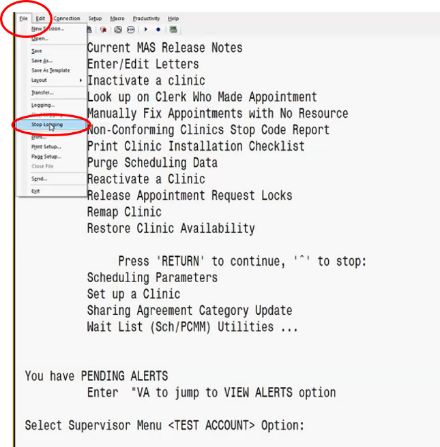 File Edit Connection Setup Macro Productivity Help
New Session...
Open...
Save
Save As...
Save As Template
Layout
Transfer...
Logging...
Stop Logging
Print...
Print Setup...
Page Setup...
Close File
Send...
Exit
Current MAS Release Notes
Enter/Edit Letters
Inactivate a clinic
Look up on Clerk Who Made Appointment
Manually Fix Appointments with No Resource
Non-Conforming Clinics Stop Code Report
Print Clinic Installation Checklist
Purge Scheduling Data
Reactivate a Clinic
Release Appointment Request Locks
Remap Clinic
Restore Clinic Availability
Press 'RETURN' to continue, '^' to stop:
Scheduling Parameters
Set up a Clinic
Sharing Agreement Category Update
Wait List (Sch/PCMM) Utilities ...
You have PENDING ALERTS
Enter "VA to jump to VIEW ALERTS option
Select Supervisor Menu <TEST ACCOUNT> Option: